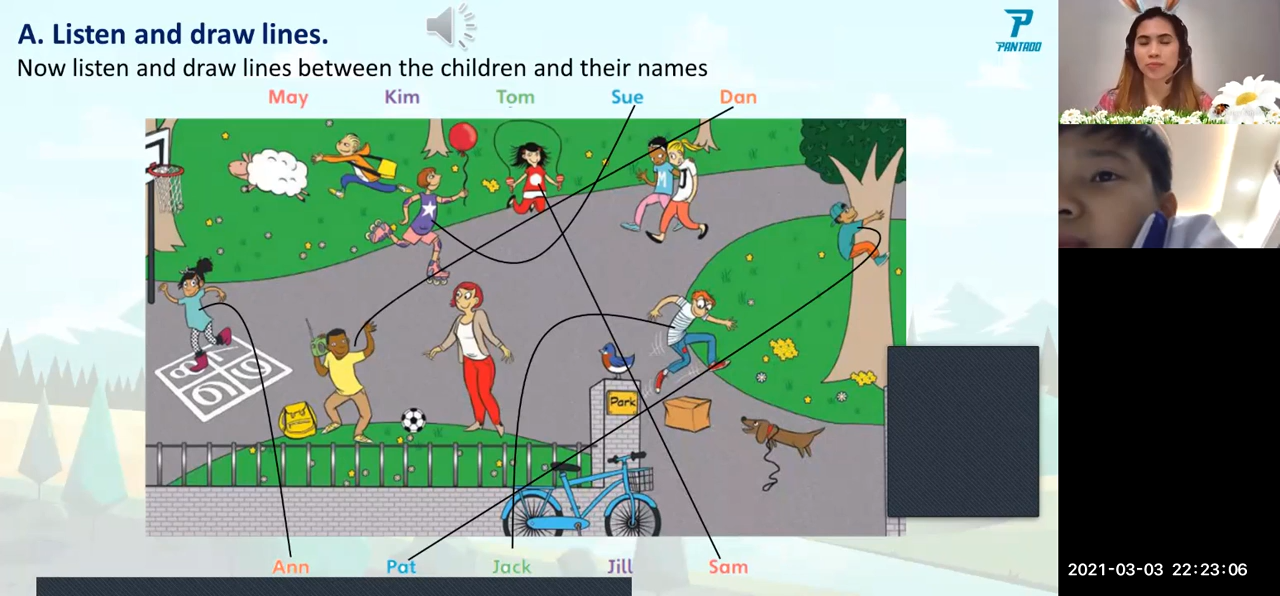 A. Listen and draw lines.
PANTADO
Now listen and draw lines between the children and their names
May Kim Tom Sue Dan
M
Park
Ann Pat Jack Jill Sam
2021-03-03 22:23:06